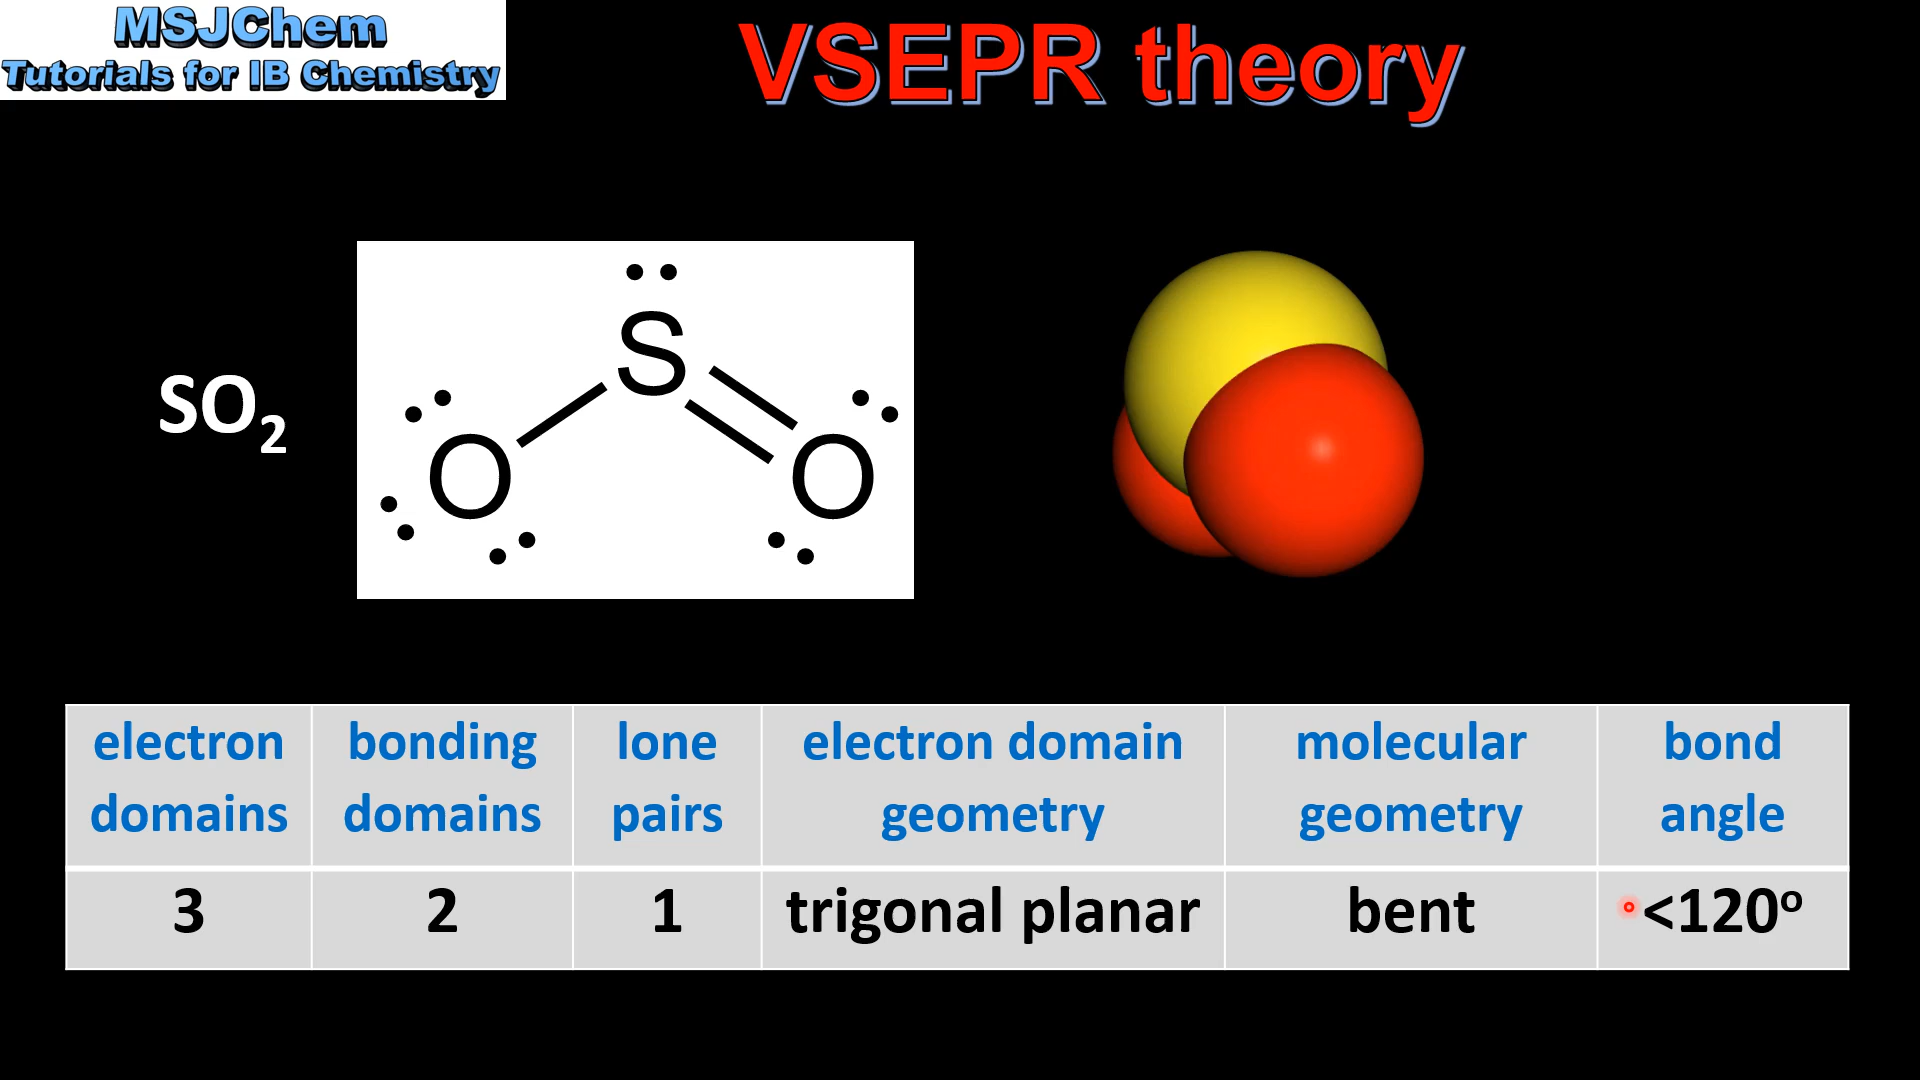 MSJChem
Tutorials for IB Chemistry
VSEPR theory
SO₂
S
O
O
electron domains
bonding domains
lone pairs
electron domain geometry
molecular geometry
bond angle
3
2
1
trigonal planar
bent
<120°